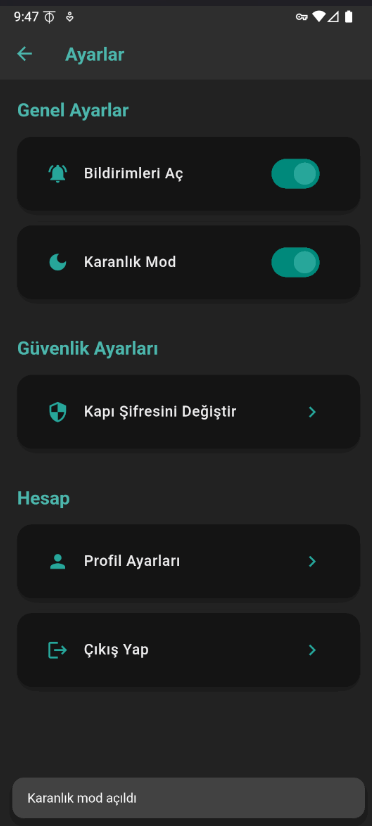 9:47
Ayarlar
Genel Ayarlar
Bildirimleri Aç
Karanlık Mod
Güvenlik Ayarları
Kapı Şifresini Değiştir
Hesap
Profil Ayarları
Çıkış Yap
Karanlık mod açıldı